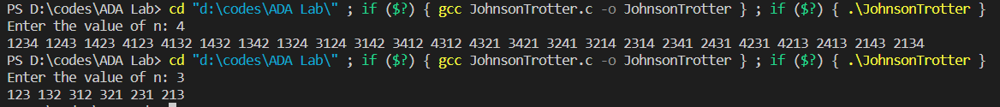 PS D:\codes\ADA Lab> cd "d:\codes\ADA Lab\" ; if ($?) { gcc JohnsonTrotter.c -o JohnsonTrotter } ; if ($?) { .\JohnsonTrotter }
Enter the value of n: 4
1234 1243 1423 4123 4132 1432 1342 1324 3124 3142 3412 4312 4321 3421 3241 3214 2314 2341 2431 4231 4213 2413 2143 2134
PS D:\codes\ADA Lab> cd "d:\codes\ADA Lab\" ; if ($?) { gcc JohnsonTrotter.c -o JohnsonTrotter } ; if ($?) { .\JohnsonTrotter }
Enter the value of n: 3
123 132 312 321 231 213